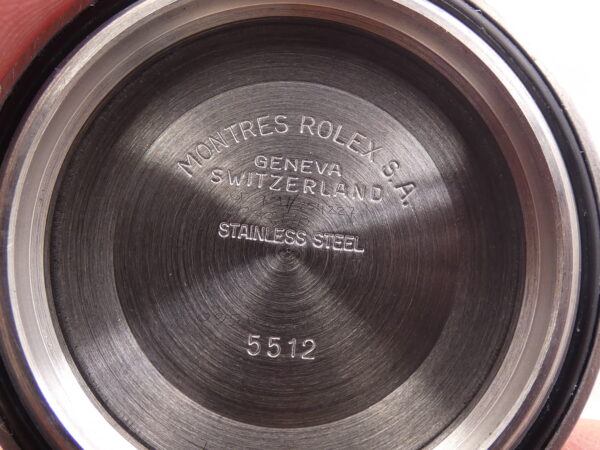 MONTRES ROLEX S.A.
GENEVA
SWITZERLAND
STAINLESS STEEL
5512